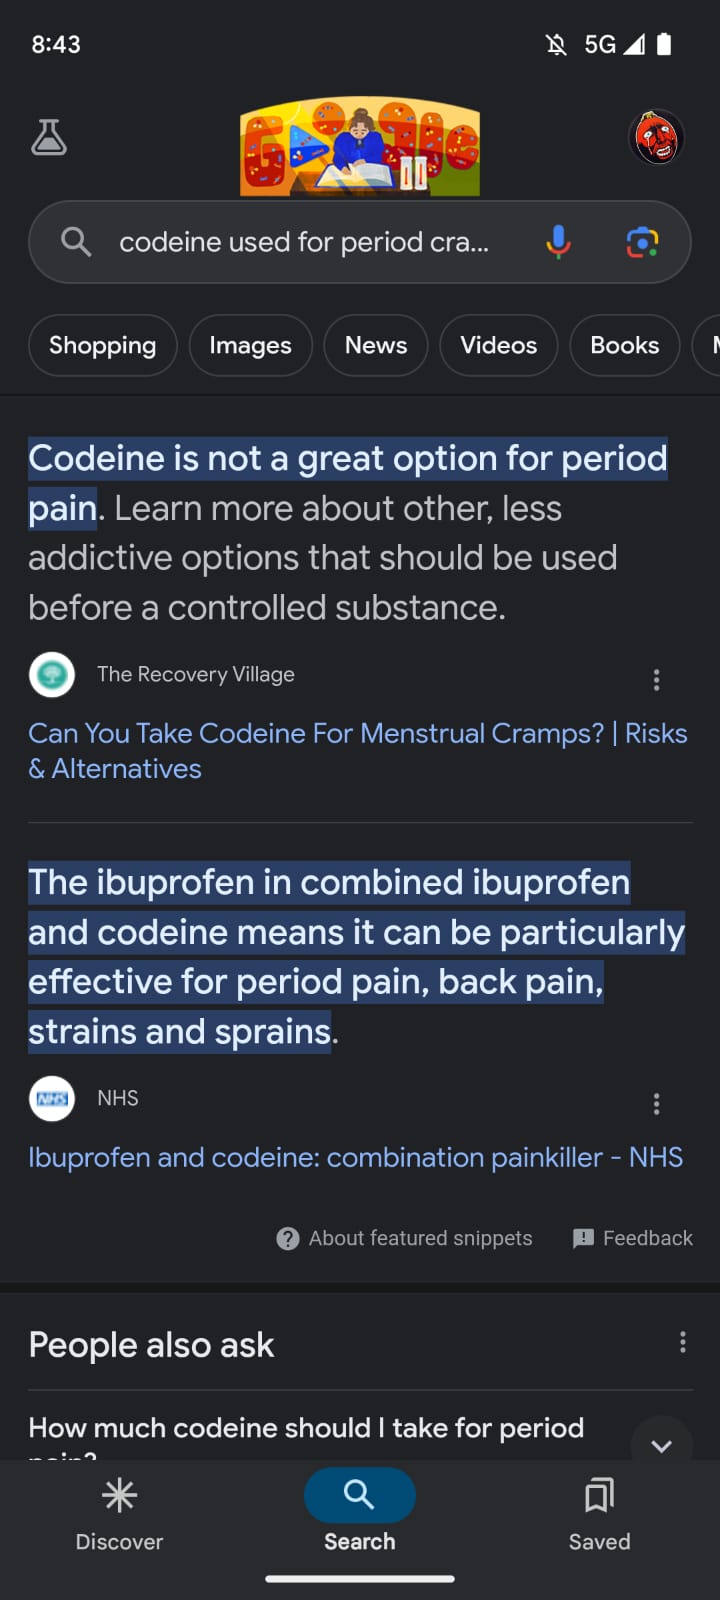 8:43
5G
Google
codeine used for period cra...
Shopping
Images
News
Videos
Books
Codeine is not a great option for period
pain. Learn more about other, less
addictive options that should be used
before a controlled substance.
The Recovery Village
Can You Take Codeine For Menstrual Cramps? | Risks
& Alternatives
The ibuprofen in combined ibuprofen
and codeine means it can be particularly
effective for period pain, back pain,
strains and sprains.
NHS
NHS
Ibuprofen and codeine: combination painkiller - NHS
About featured snippets
Feedback
People also ask
How much codeine should I take for period
pain?
Discover
Search
Saved